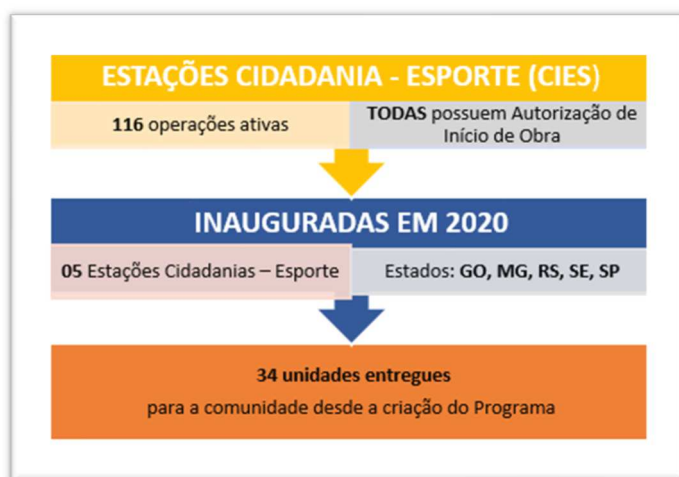 ESTAÇÕES CIDADANIA - ESPORTE (CIES)
116 operações ativas
TODAS possuem Autorização de
Início de Obra
INAUGURADAS EM 2020
05 Estações Cidadanias – Esporte
Estados: GO, MG, RS, SE, SP
34 unidades entregues
para a comunidade desde a criação do Programa